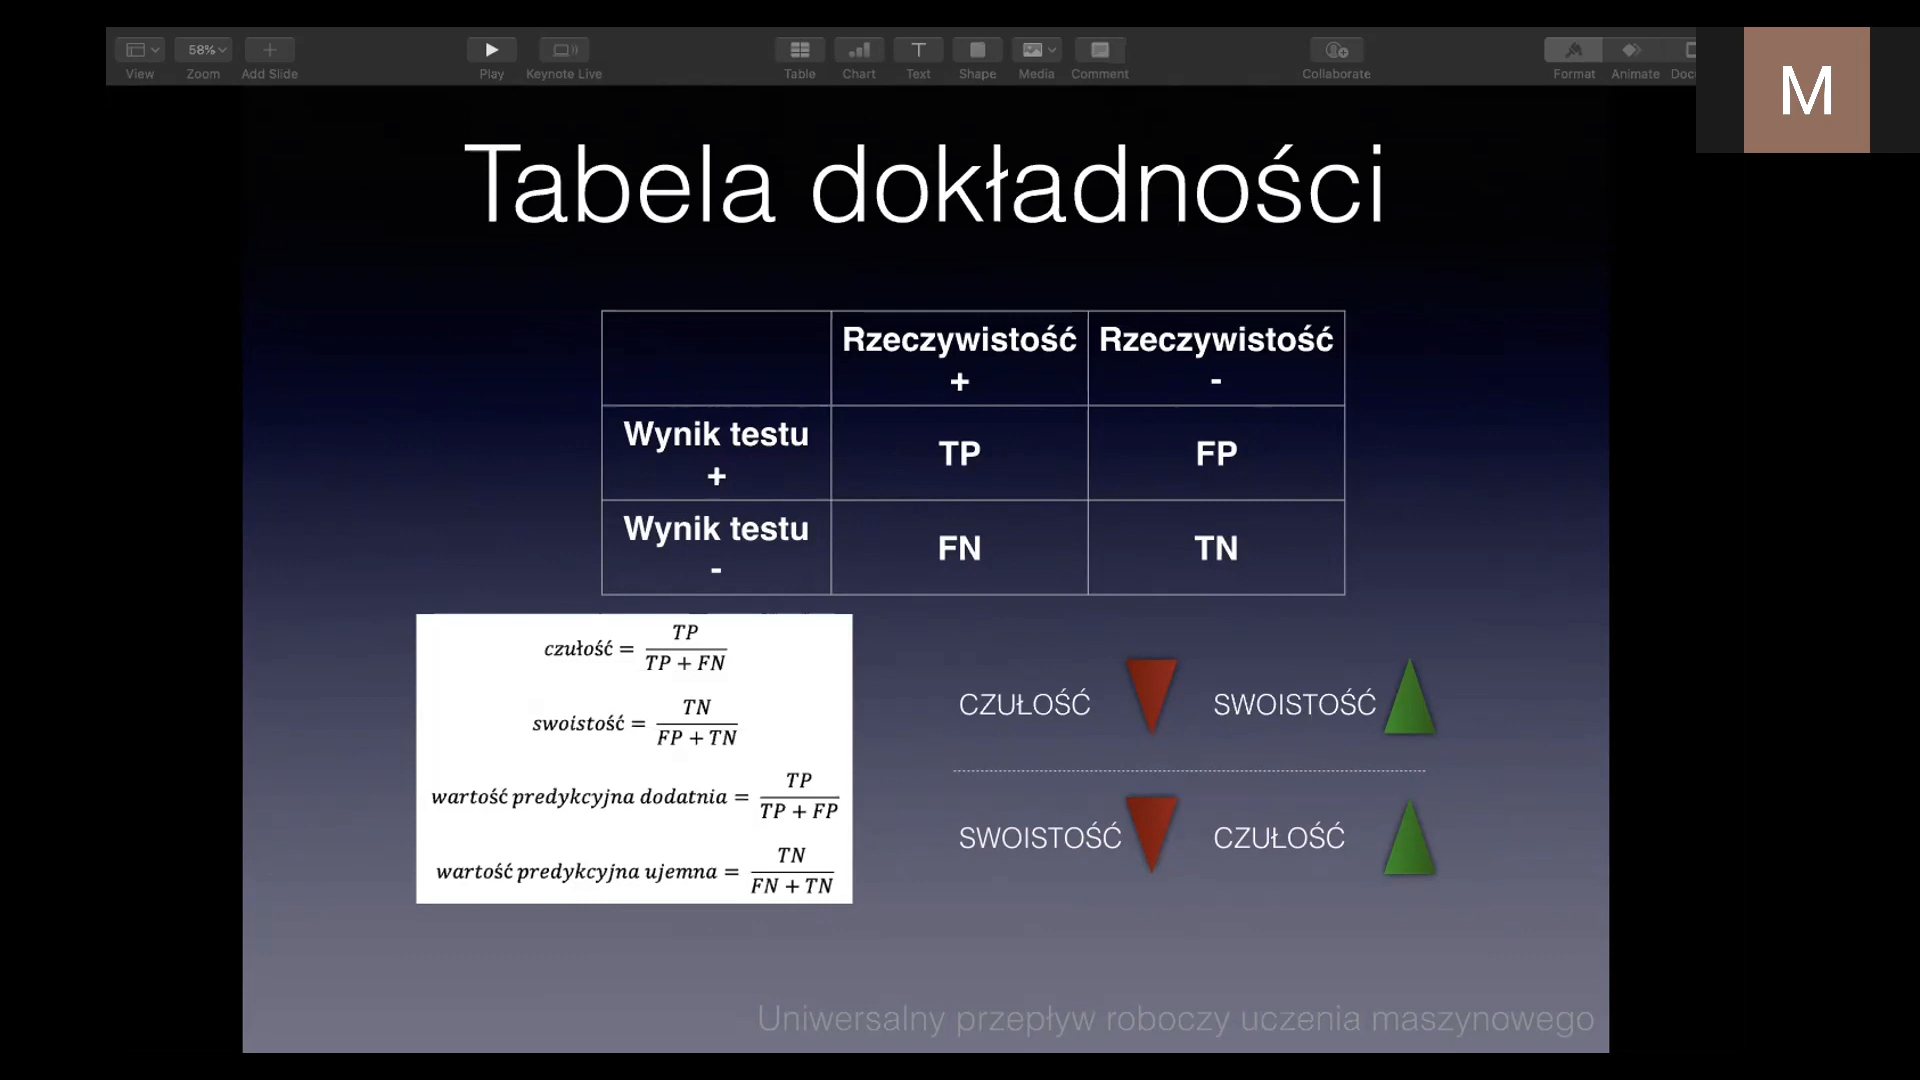 58%
View Zoom Add Slide Play Keynote Live Table Chart Text Shape Media Comment Collaborate Format Animate
M
Tabela dokładności
Rzeczywistość + Rzeczywistość -
Wynik testu + TP FP
Wynik testu - FN TN
czułość = TP / TP + FN
swoistość = TN / FP + TN
wartość predykcyjna dodatnia = TP / TP + FP
wartość predykcyjna ujemna = TN / FN + TN
CZUŁOŚĆ SWOISTOŚĆ
SWOISTOŚĆ CZUŁOŚĆ
Uniwersalny przepływ roboczy uczenia maszynowego